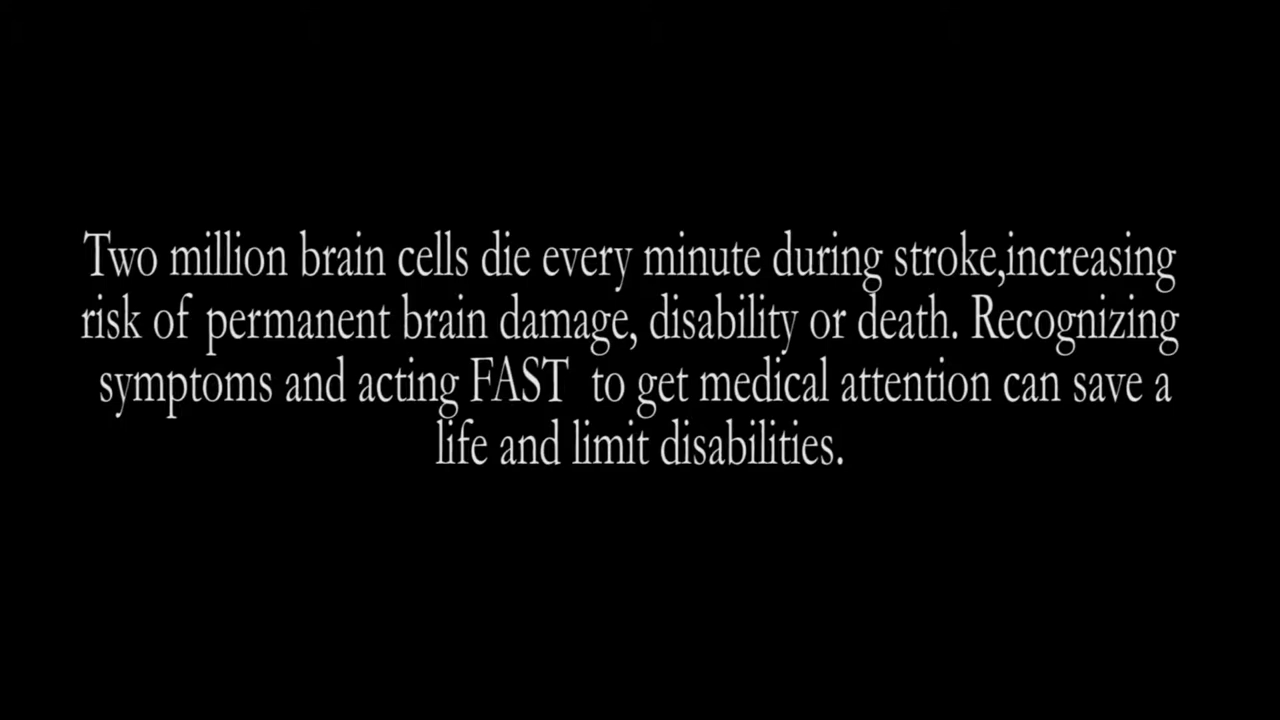 Two million brain cells die every minute during stroke,increasing
risk of permanent brain damage, disability or death. Recognizing
symptoms and acting FAST  to get medical attention can save a
life and limit disabilities.